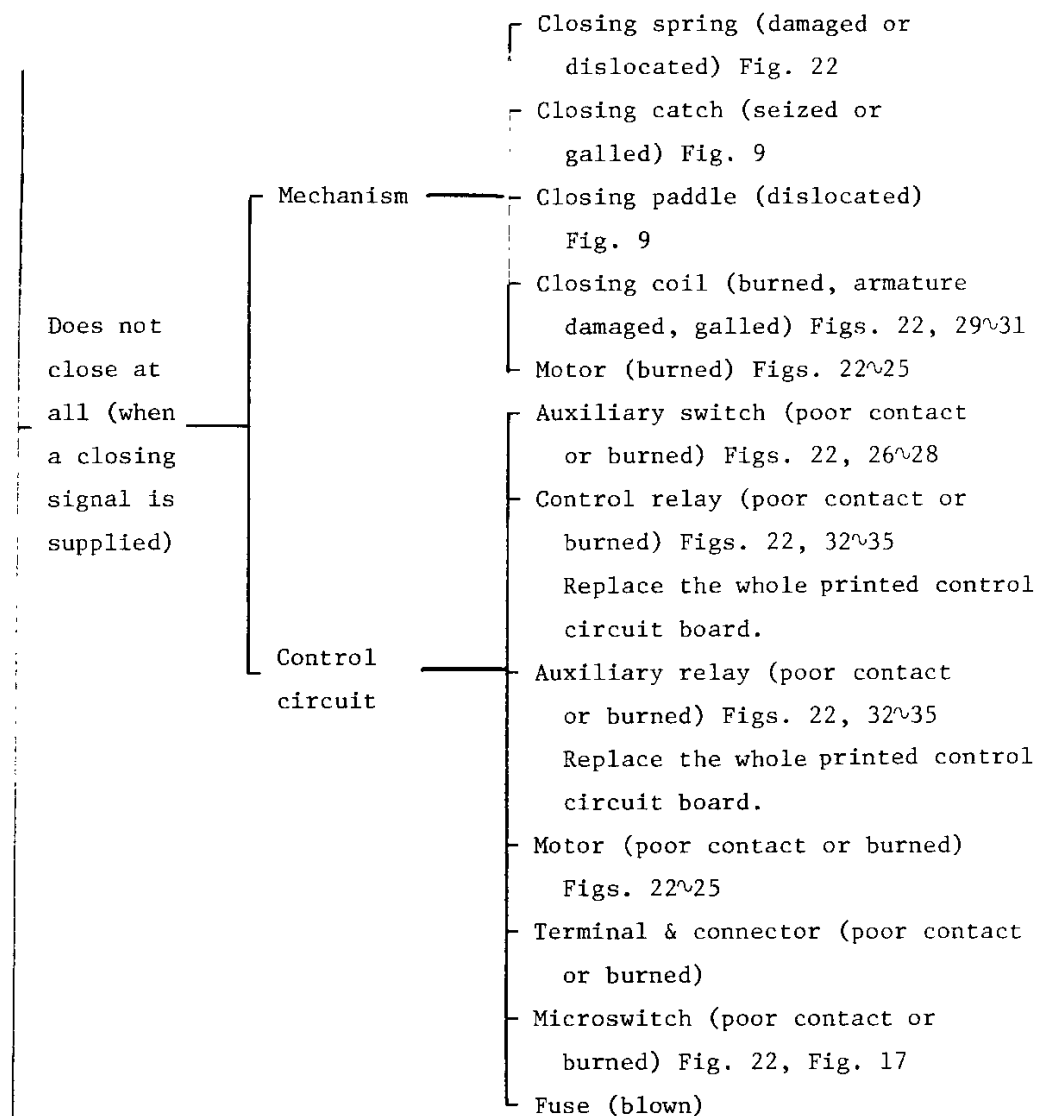 Does not
close at
all (when
a closing
signal is
supplied)
Mechanism
Closing spring (damaged or
dislocated) Fig. 22
Closing catch (seized or
galled) Fig. 9
Closing paddle (dislocated)
Fig. 9
Closing coil (burned, armature
damaged, galled) Figs. 22, 29~31
Motor (burned) Figs. 22~25
Control
circuit
Auxiliary switch (poor contact
or burned) Figs. 22, 26~28
Control relay (poor contact or
burned) Figs. 22, 32~35
Replace the whole printed control
circuit board.
Auxiliary relay (poor contact
or burned) Figs. 22, 32~35
Replace the whole printed control
circuit board.
Motor (poor contact or burned)
Figs. 22~25
Terminal & connector (poor contact
or burned)
Microswitch (poor contact or
burned) Fig. 22, Fig. 17
Fuse (blown)